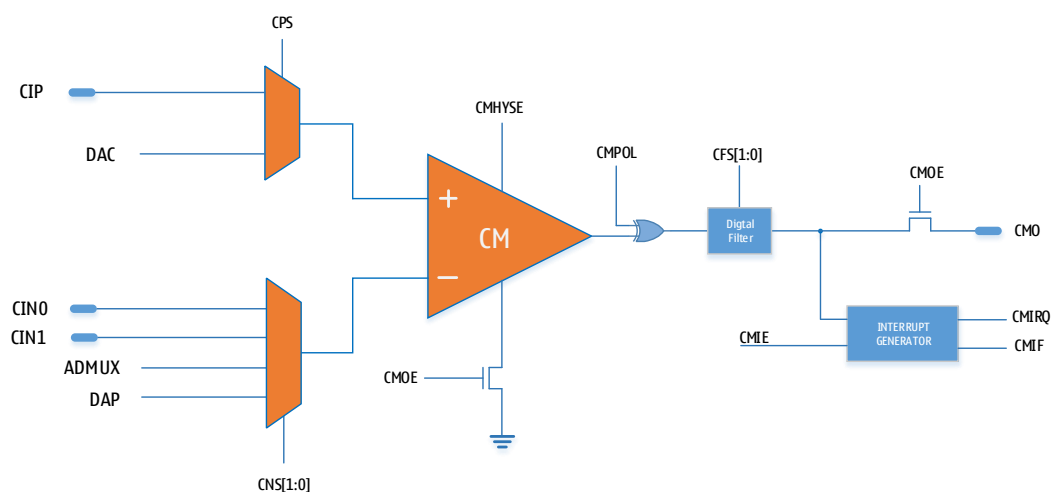 CPS
CIP
DAC
CMHYSE
+
CM
−
CMPOL
CFS[1:0]
Digtal
Filter
CMOE
CMO
CIN0
CIN1
ADMUX
DAP
CNS[1:0]
CMOE
CMIE
INTERRUPT
GENERATOR
CMIRQ
CMIF